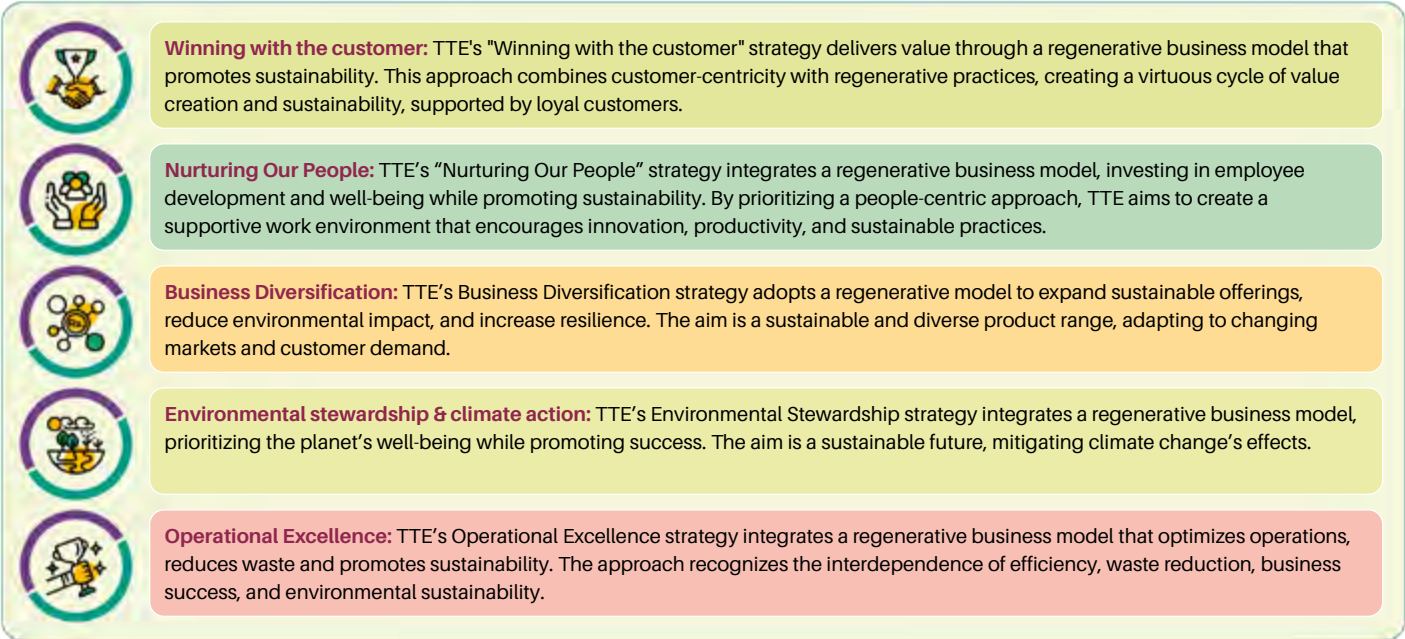 Winning with the customer: TTE's "Winning with the customer" strategy delivers value through a regenerative business model that
promotes sustainability. This approach combines customer-centricity with regenerative practices, creating a virtuous cycle of value
creation and sustainability, supported by loyal customers.
Nurturing Our People: TTE’s “Nurturing Our People” strategy integrates a regenerative business model, investing in employee
development and well-being while promoting sustainability. By prioritizing a people-centric approach, TTE aims to create a
supportive work environment that encourages innovation, productivity, and sustainable practices.
Business Diversification: TTE’s Business Diversification strategy adopts a regenerative model to expand sustainable offerings,
reduce environmental impact, and increase resilience. The aim is a sustainable and diverse product range, adapting to changing
markets and customer demand.
Environmental stewardship & climate action: TTE’s Environmental Stewardship strategy integrates a regenerative business model,
prioritizing the planet’s well-being while promoting success. The aim is a sustainable future, mitigating climate change’s effects.
Operational Excellence: TTE’s Operational Excellence strategy integrates a regenerative business model that optimizes operations,
reduces waste and promotes sustainability. The approach recognizes the interdependence of efficiency, waste reduction, business
success, and environmental sustainability.